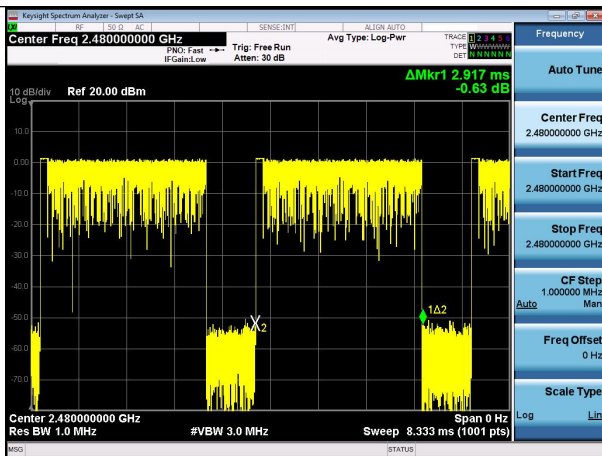 Keysight Spectrum Analyzer - Swept SA
RF 50 Ω AC SENSE:INT ALIGN AUTO
Center Freq 2.480000000 GHz
PNO: Fast
IFGain:Low
Trig: Free Run
Atten: 30 dB
Avg Type: Log-Pwr
TRACE 1 2 3 4 5 6
TYPE WWWWWW
DET N N N N N N
ΔMkr1 2.917 ms
-0.63 dB
10 dB/div Ref 20.00 dBm
Log
10.0
0.00
-10.0
-20.0
-30.0
-40.0
-50.0
-60.0
-70.0
1Δ2
2
Center 2.480000000 GHz
Res BW 1.0 MHz
#VBW 3.0 MHz
Span 0 Hz
Sweep 8.333 ms (1001 pts)
MSG STATUS
Frequency
Auto Tune
Center Freq
2.480000000 GHz
Start Freq
2.480000000 GHz
Stop Freq
2.480000000 GHz
CF Step
1.000000 MHz
Auto Man
Freq Offset
0 Hz
Scale Type
Log Lin